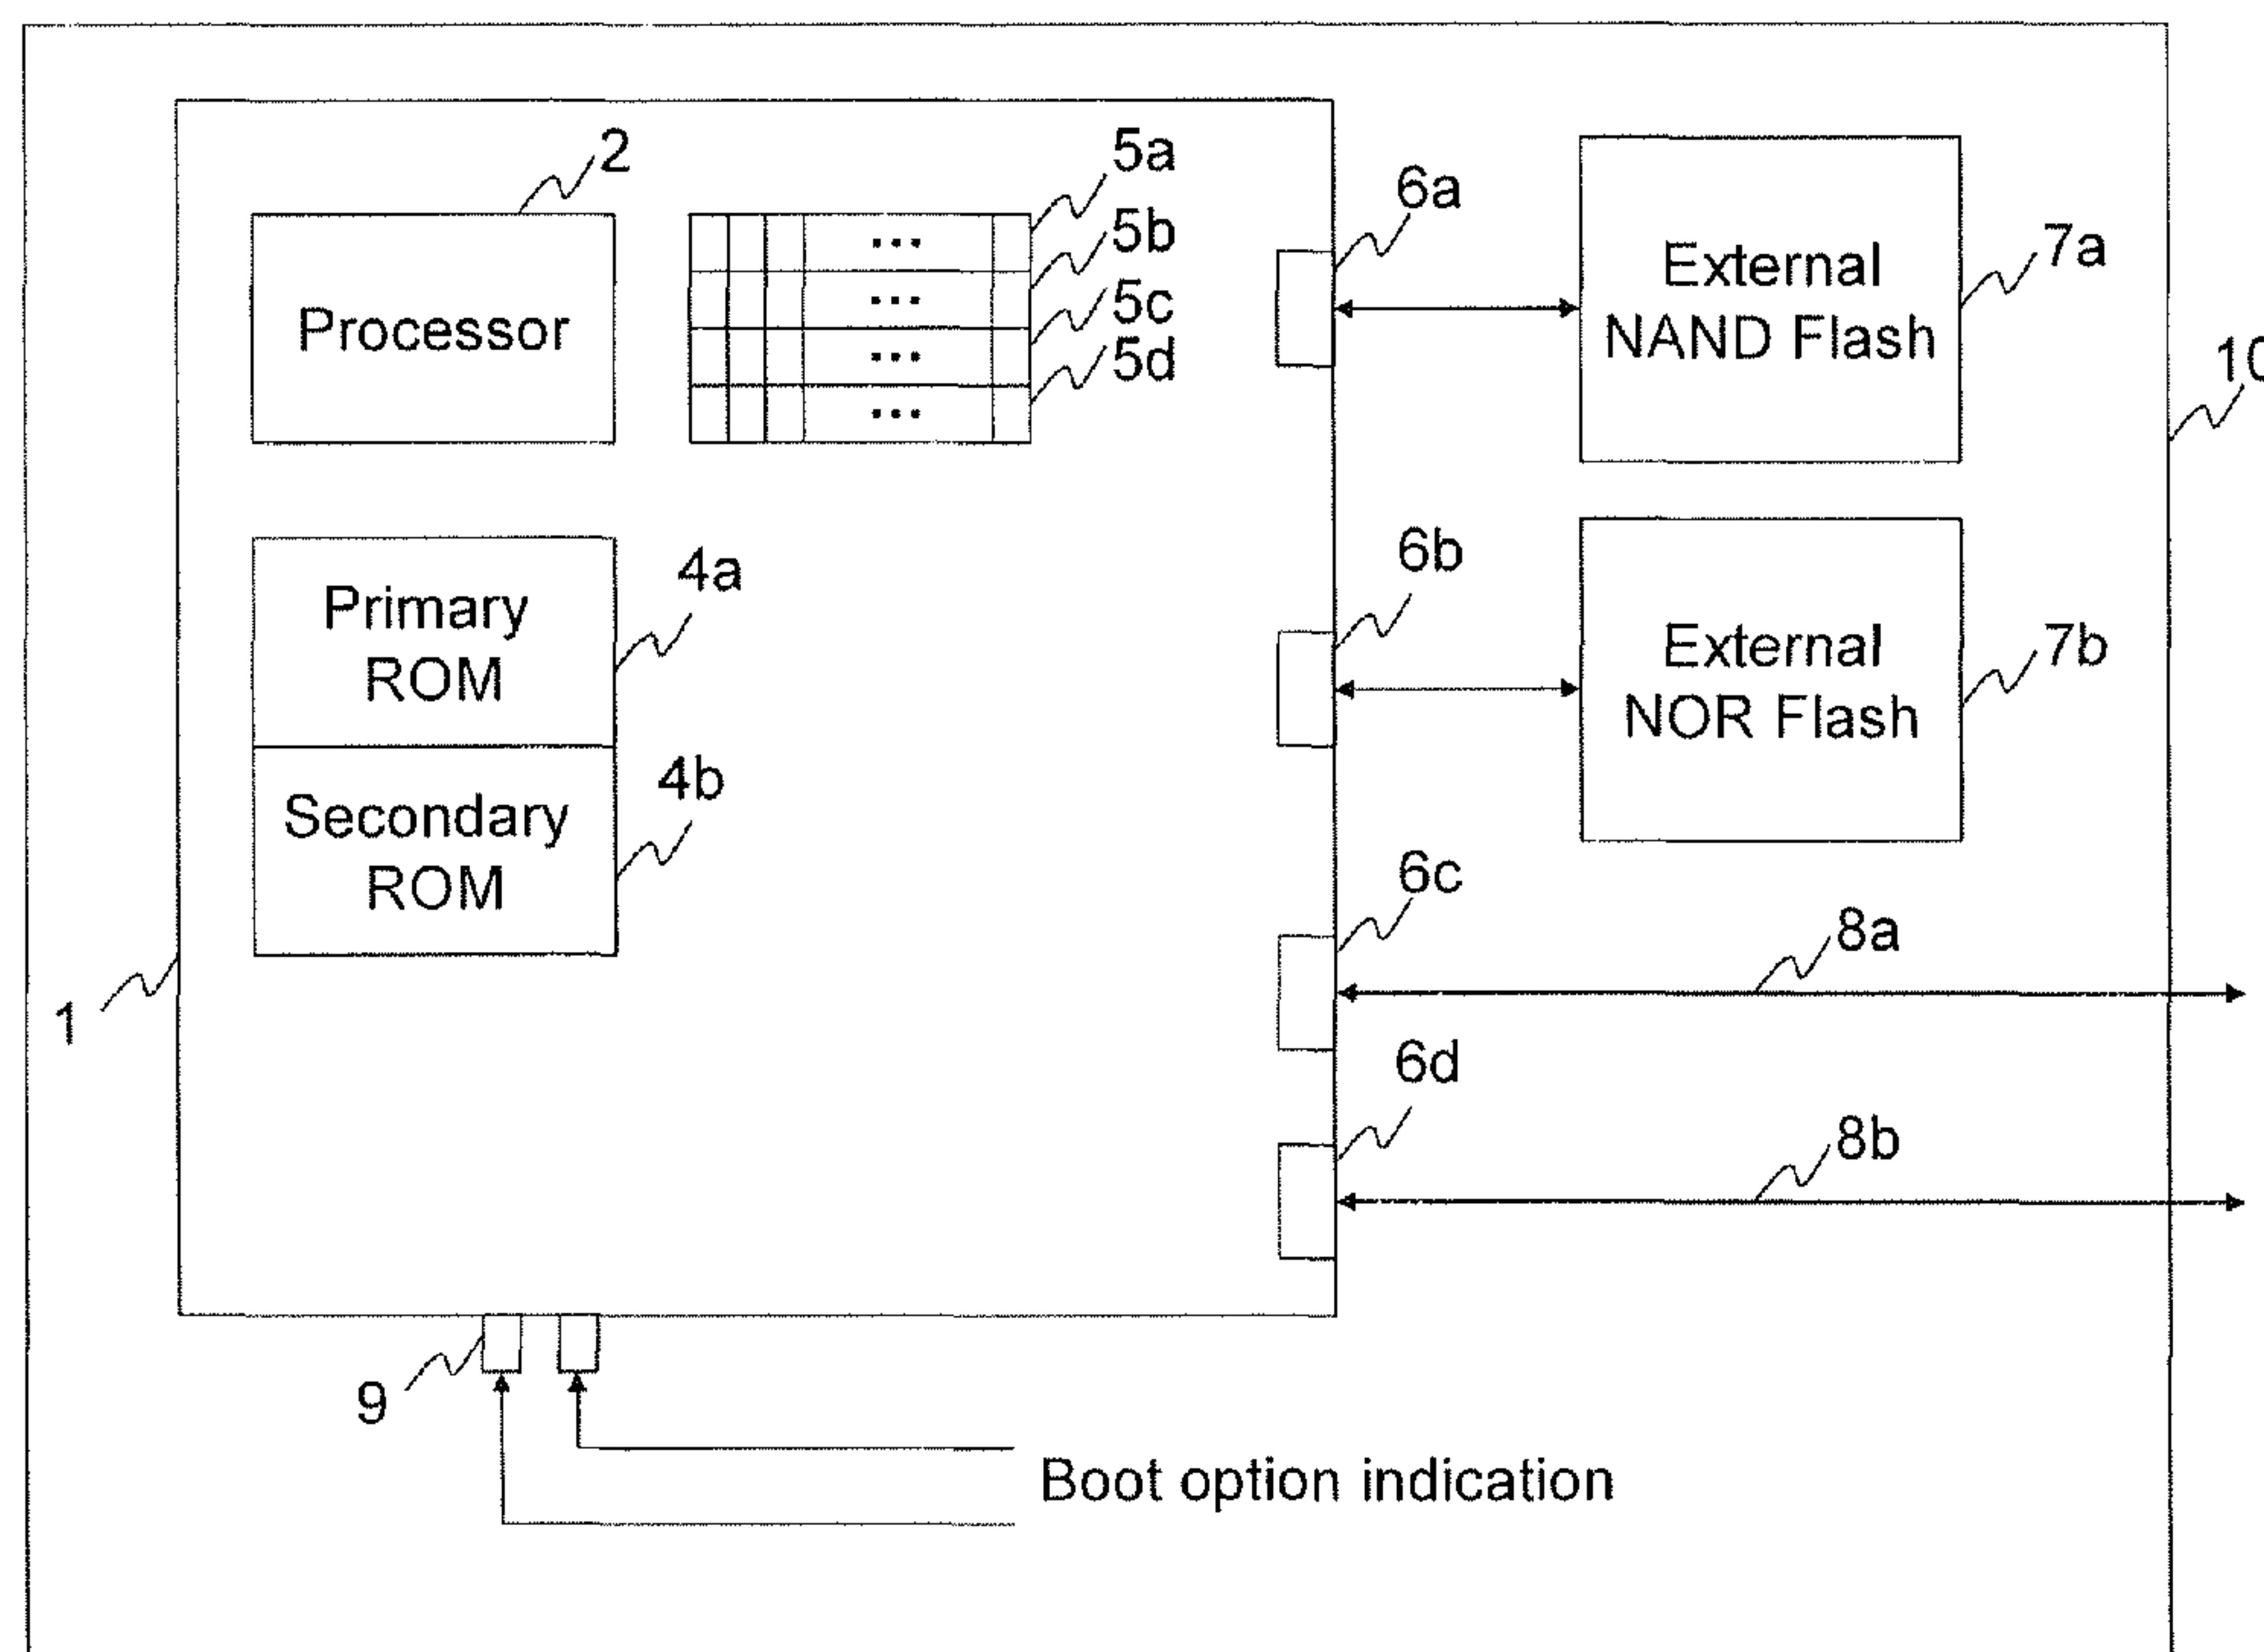 2
5a
5b
5c
5d
6a
7a
10
Processor
External
NAND Flash
Primary
ROM
4a
6b
External
NOR Flash
7b
Secondary
ROM
4b
6c
8a
1
6d
8b
9
Boot option indication